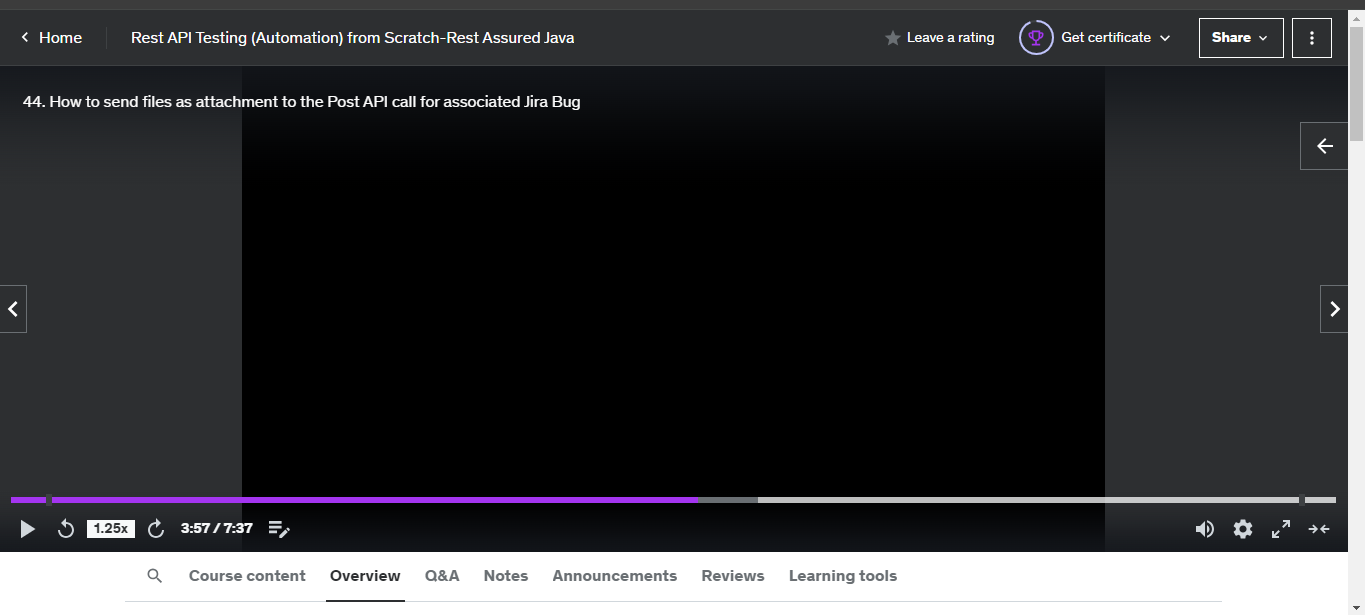 Home
Rest API Testing (Automation) from Scratch-Rest Assured Java
Leave a rating
Get certificate
Share
44. How to send files as attachment to the Post API call for associated Jira Bug
1.25x
3:57 / 7:37
Course content
Overview
Q&A
Notes
Announcements
Reviews
Learning tools